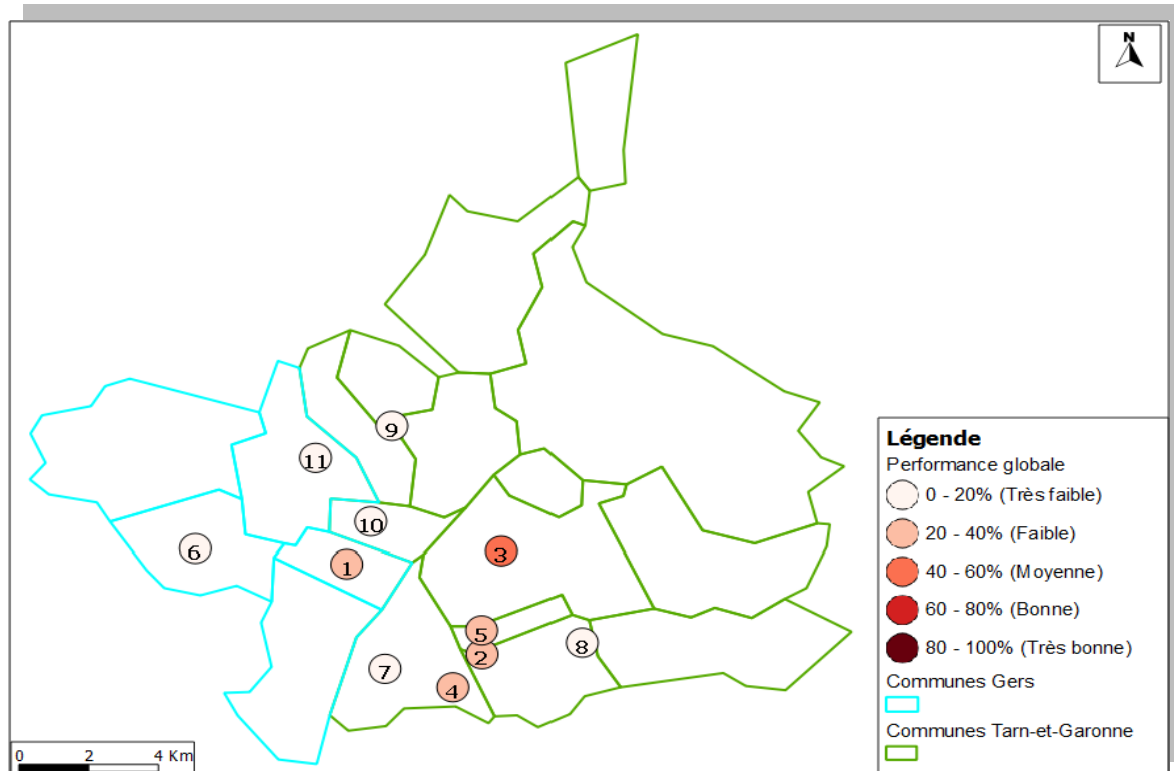 N
9
11
10
6
1
3
5
2
8
7
4
Légende
Performance globale
0 - 20% (Très faible)
20 - 40% (Faible)
40 - 60% (Moyenne)
60 - 80% (Bonne)
80 - 100% (Très bonne)
Communes Gers
Communes Tarn-et-Garonne
0 2 4 Km